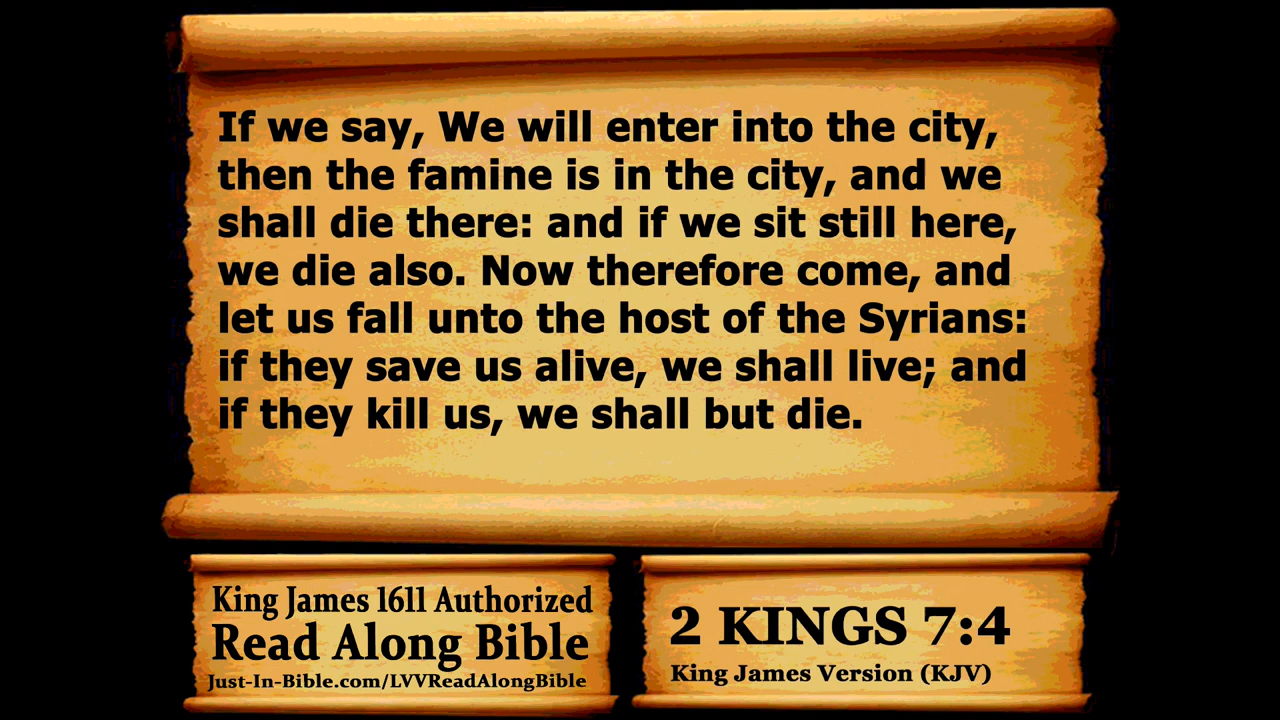 If we say, We will enter into the city,
then the famine is in the city, and we
shall die there: and if we sit still here,
we die also. Now therefore come, and
let us fall unto the host of the Syrians:
if they save us alive, we shall live; and
if they kill us, we shall but die.
King James 1611 Authorized
Read Along Bible
Just-In-Bible.com/LVVReadAlongBible
2 KINGS 7:4
King James Version (KJV)